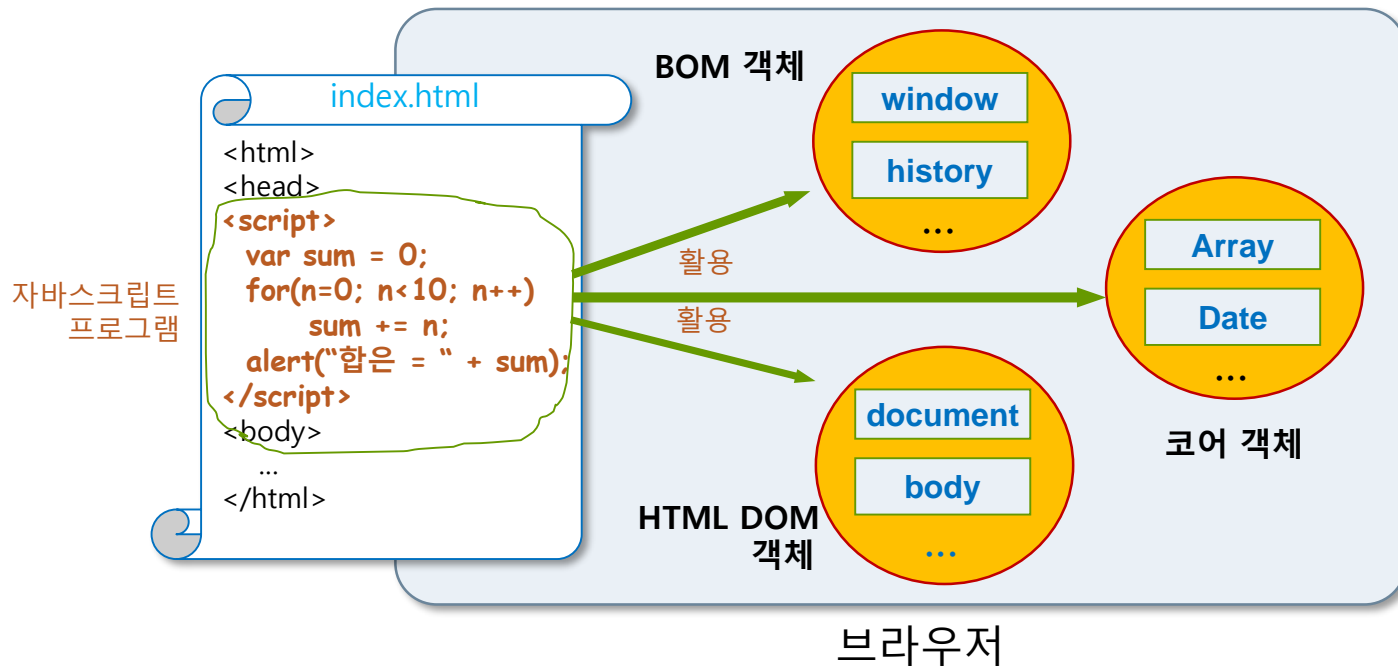 index.html
<html>
<head>
<script>
var sum = 0;
for(n=0; n<10; n++)
sum += n;
alert(“합은 = “ + sum);
</script>
<body>
...
</html>
자바스크립트
프로그램
활용
활용
BOM 객체
window
history
...
Array
Date
...
코어 객체
document
body
...
HTML DOM
객체
브라우저